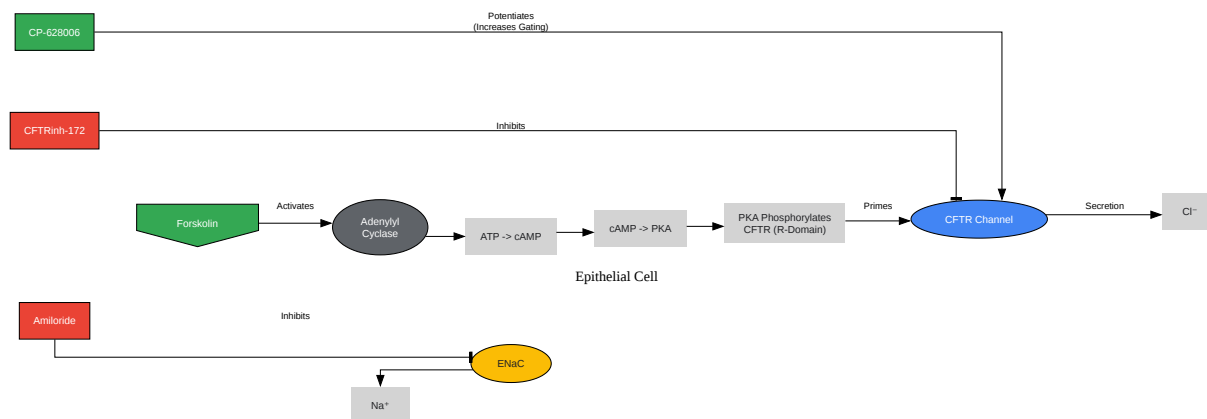 Potentiates
(Increases Gating)
CP-628006
CFTRinh-172
Inhibits
Forskolin
Activates
Adenylyl
Cyclase
ATP -> cAMP
cAMP -> PKA
PKA Phosphorylates
CFTR (R-Domain)
Primes
CFTR Channel
Secretion
Cl⁻
Epithelial Cell
Amiloride
Inhibits
ENaC
Na⁺